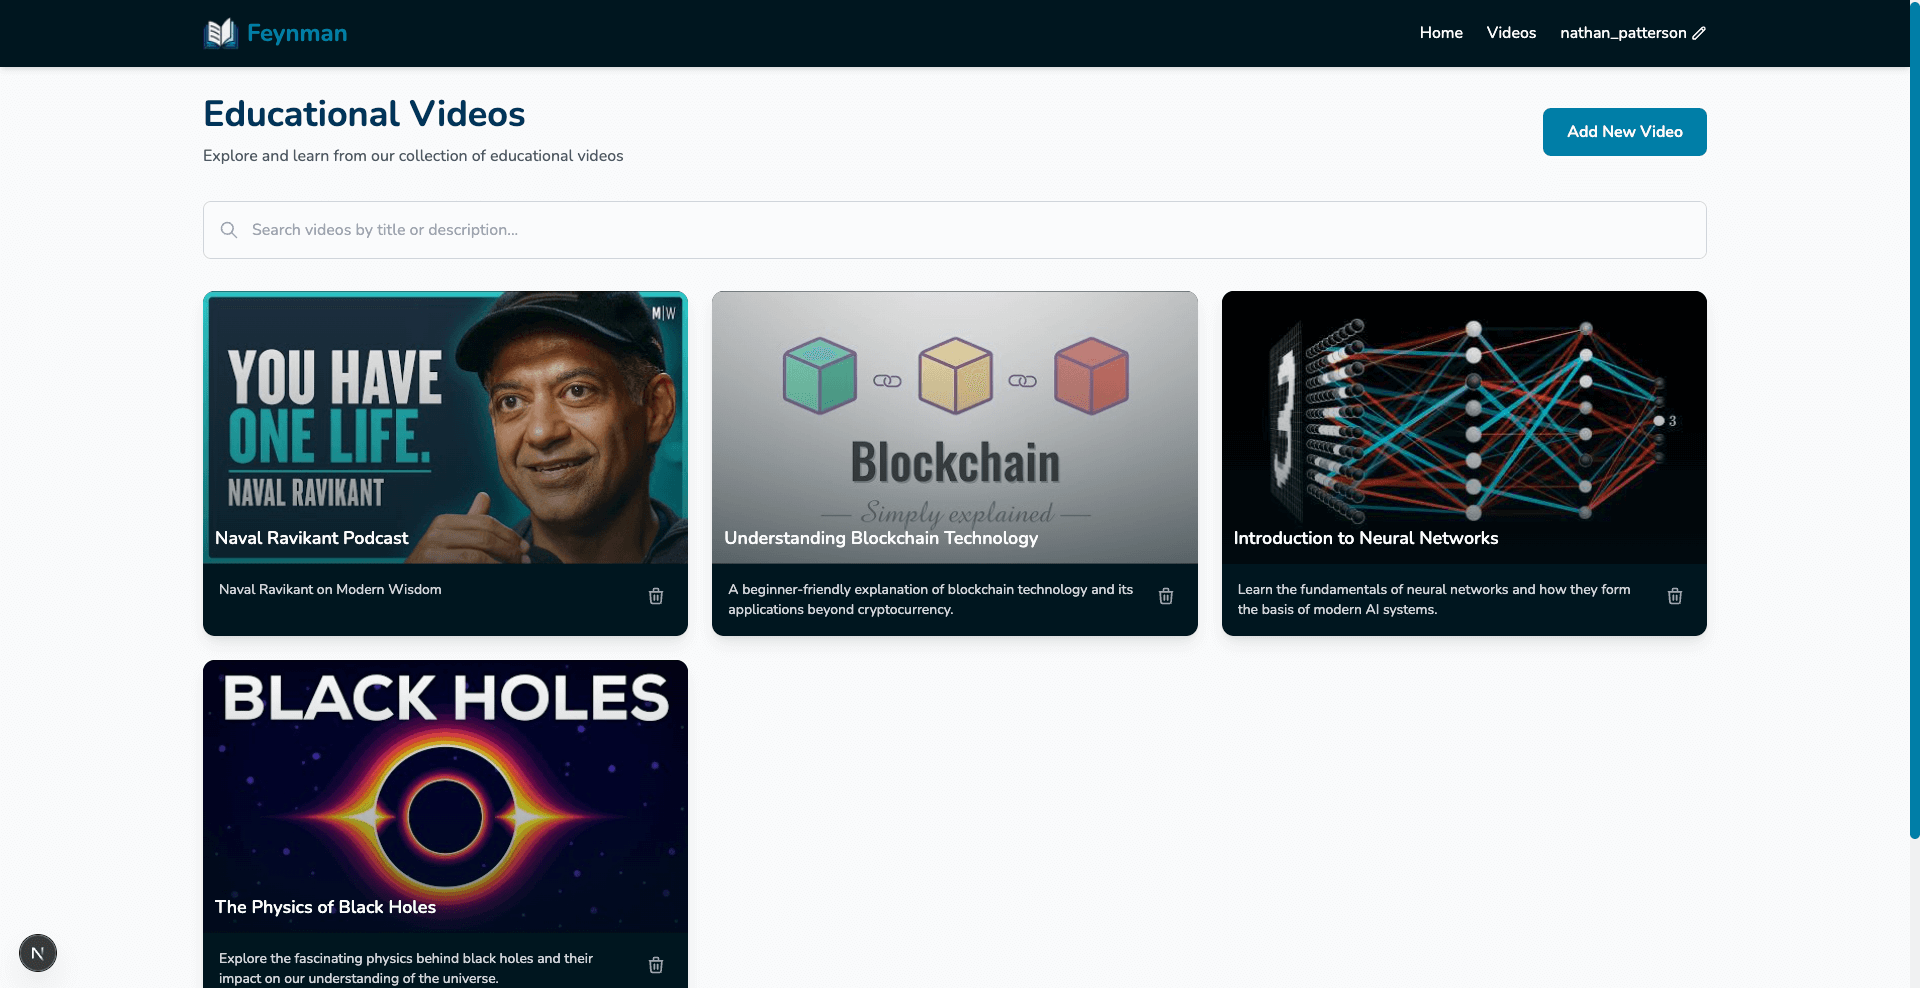 Feynman
Home
Videos
nathan_patterson
Educational Videos
Explore and learn from our collection of educational videos
Add New Video
Search videos by title or description...
M|W
YOU HAVE
ONE LIFE.
NAVAL RAVIKANT
Naval Ravikant Podcast
Naval Ravikant on Modern Wisdom
Blockchain
— Simply explained —
Understanding Blockchain Technology
A beginner-friendly explanation of blockchain technology and its
applications beyond cryptocurrency.
3
Introduction to Neural Networks
Learn the fundamentals of neural networks and how they form
the basis of modern AI systems.
BLACK HOLES
The Physics of Black Holes
Explore the fascinating physics behind black holes and their
impact on our understanding of the universe.
N